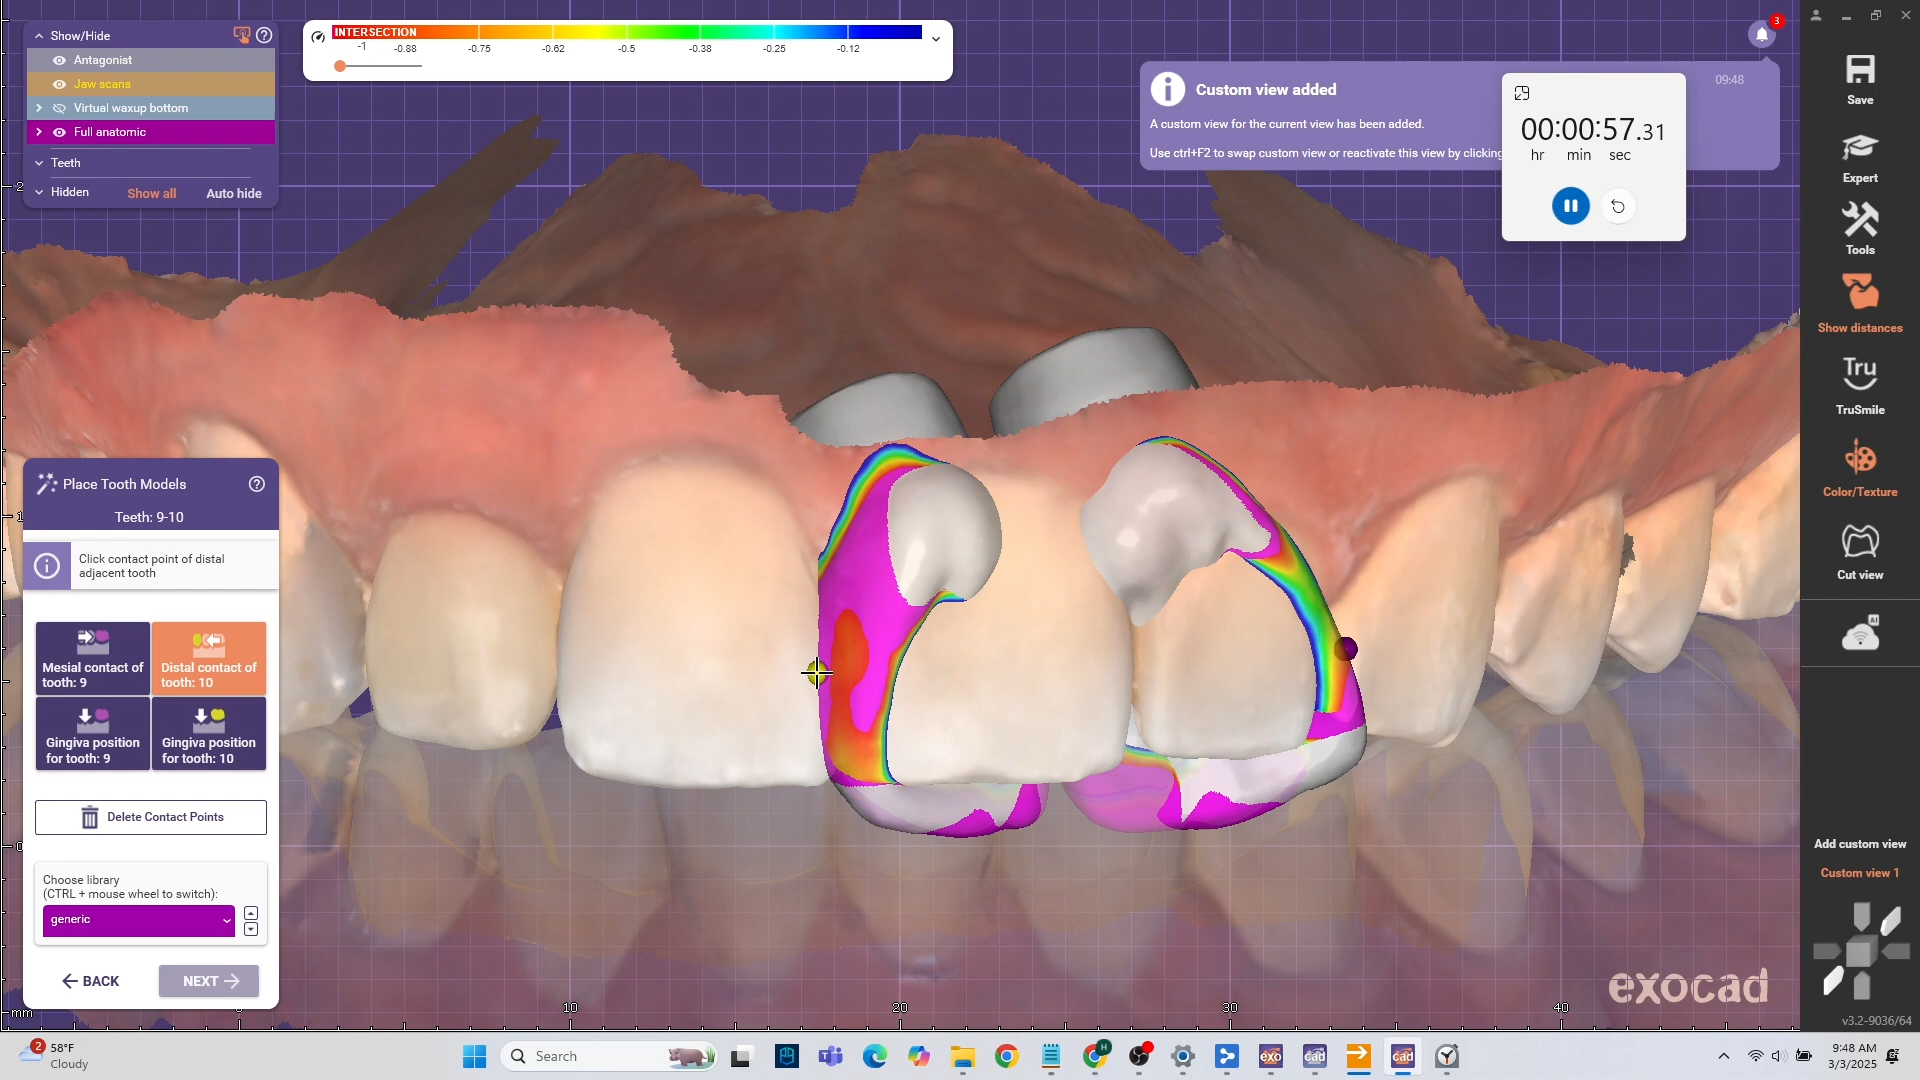 Show/Hide
Antagonist
Jaw scans
Virtual waxup bottom
Full anatomic
Teeth
Hidden
Show all
Auto hide
INTERSECTION
-1
-0.88
-0.75
-0.62
-0.5
-0.38
-0.25
-0.12
3
Custom view added
09:48
A custom view for the current view has been added.
Use ctrl+F2 to swap custom view or reactivate this view by clicking
00:00:57.31
hr min sec
Save
Expert
Tools
Show distances
Tru
TruSmile
Color/Texture
Cut view
AI
Add custom view
Custom view 1
Place Tooth Models
Teeth: 9-10
Click contact point of distal
adjacent tooth
Mesial contact of
tooth: 9
Distal contact of
tooth: 10
Gingiva position
for tooth: 9
Gingiva position
for tooth: 10
Delete Contact Points
Choose library
(CTRL + mouse wheel to switch):
generic
BACK
NEXT
mm
10
20
30
40
exocad
v3.2-9036/64
2
58°F
Cloudy
Search
H
exo
cad
cad
9:48 AM
3/3/2025